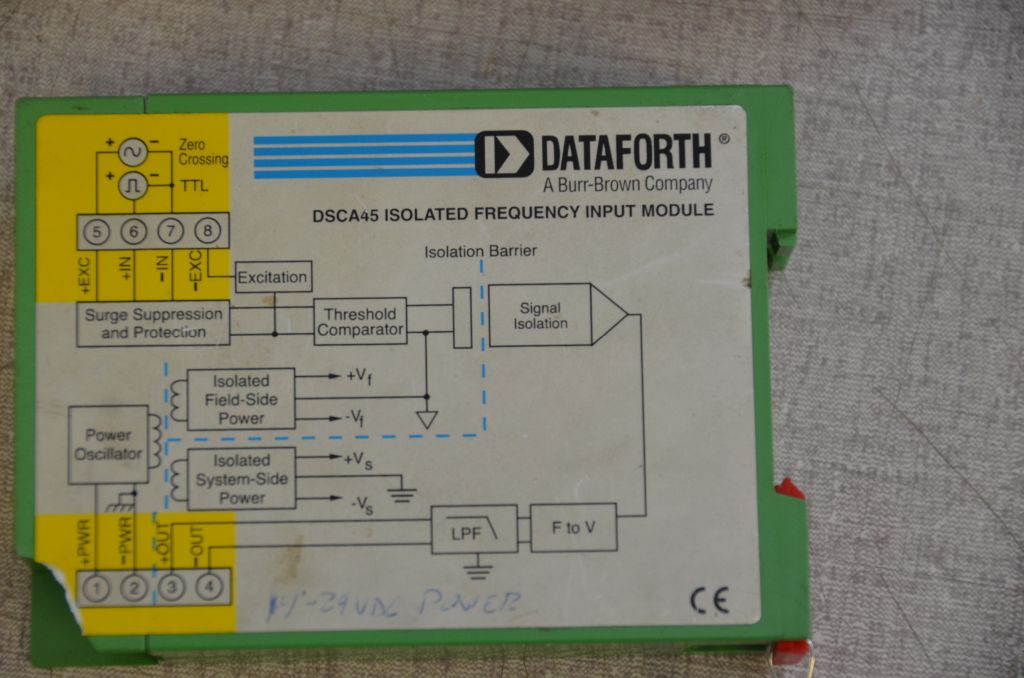 Zero
Crossing
TTL
DATAFORTH®
A Burr-Brown Company
DSCA45 ISOLATED FREQUENCY INPUT MODULE
5 6 7 8
+EXC
+IN
−IN
−EXC
Isolation Barrier
Excitation
Surge Suppression
and Protection
Threshold
Comparator
Signal
Isolation
Isolated
Field-Side
Power
+Vf
-Vf
Power
Oscillator
Isolated
System-Side
Power
+Vs
-Vs
+PWR
−PWR
+OUT
−OUT
LPF
F to V
1 2 3 4
-24VDC POWER
CE